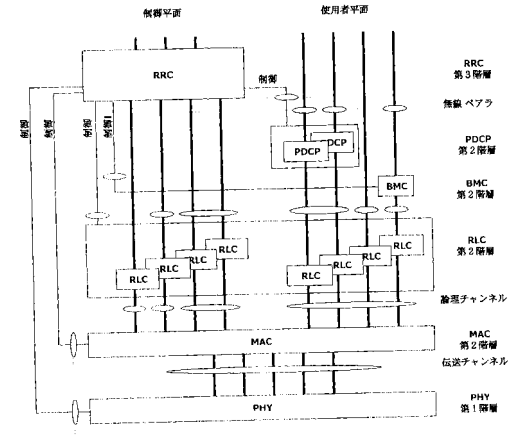 制御平面
使用者平面
RRC
制御
RRC
第3階層
無線 ベアラ
制御
制御
制御
制御
PDCP
PDCP
PDCP
第2階層
BMC
BMC
第2階層
RLC
RLC
RLC
RLC
RLC
RLC
RLC
RLC
RLC
第2階層
論理チャンネル
MAC
MAC
第2階層
伝送チャンネル
PHY
PHY
第1階層